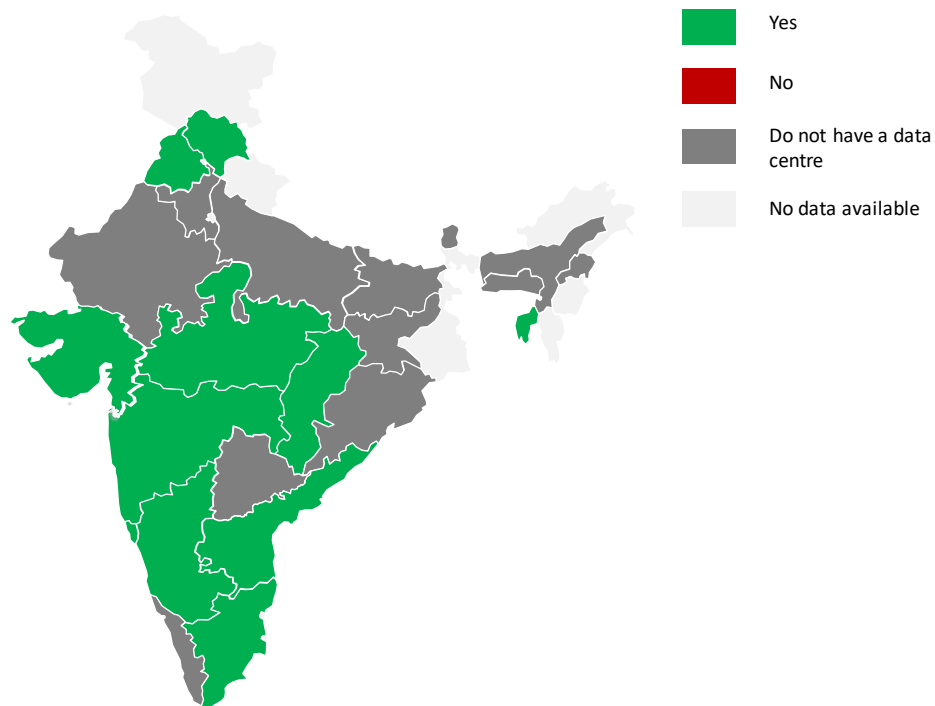 Yes
No
Do not have a data
centre
No data available